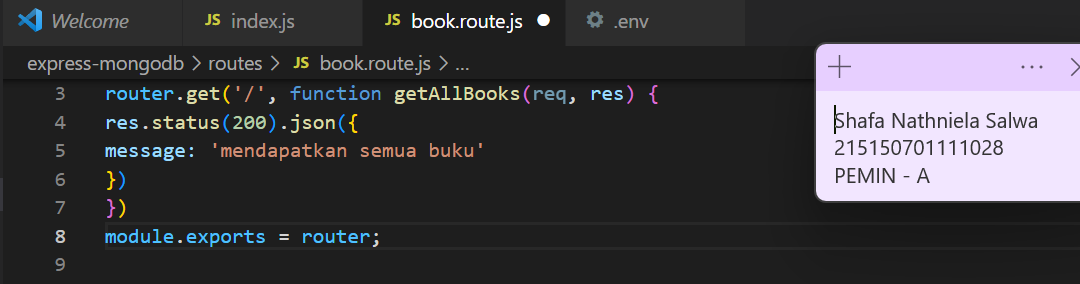 Welcome
JS index.js
JS book.route.js
.env
express-mongodb > routes > JS book.route.js > ...
3 router.get('/', function getAllBooks(req, res) {
4 res.status(200).json({
5 message: 'mendapatkan semua buku'
6 })
7 })
8 module.exports = router;
9
Shafa Nathniela Salwa
215150701111028
PEMIN - A